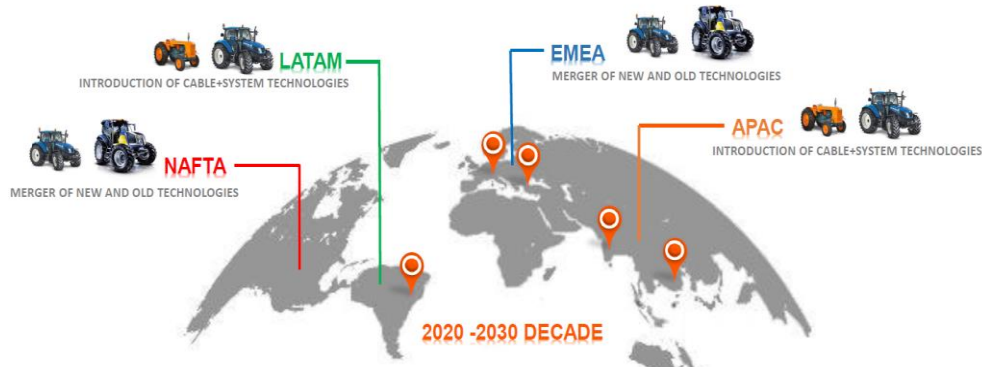 LATAM
INTRODUCTION OF CABLE+SYSTEM TECHNOLOGIES
EMEA
MERGER OF NEW AND OLD TECHNOLOGIES
NAFTA
MERGER OF NEW AND OLD TECHNOLOGIES
APAC
INTRODUCTION OF CABLE+SYSTEM TECHNOLOGIES
2020 -2030 DECADE